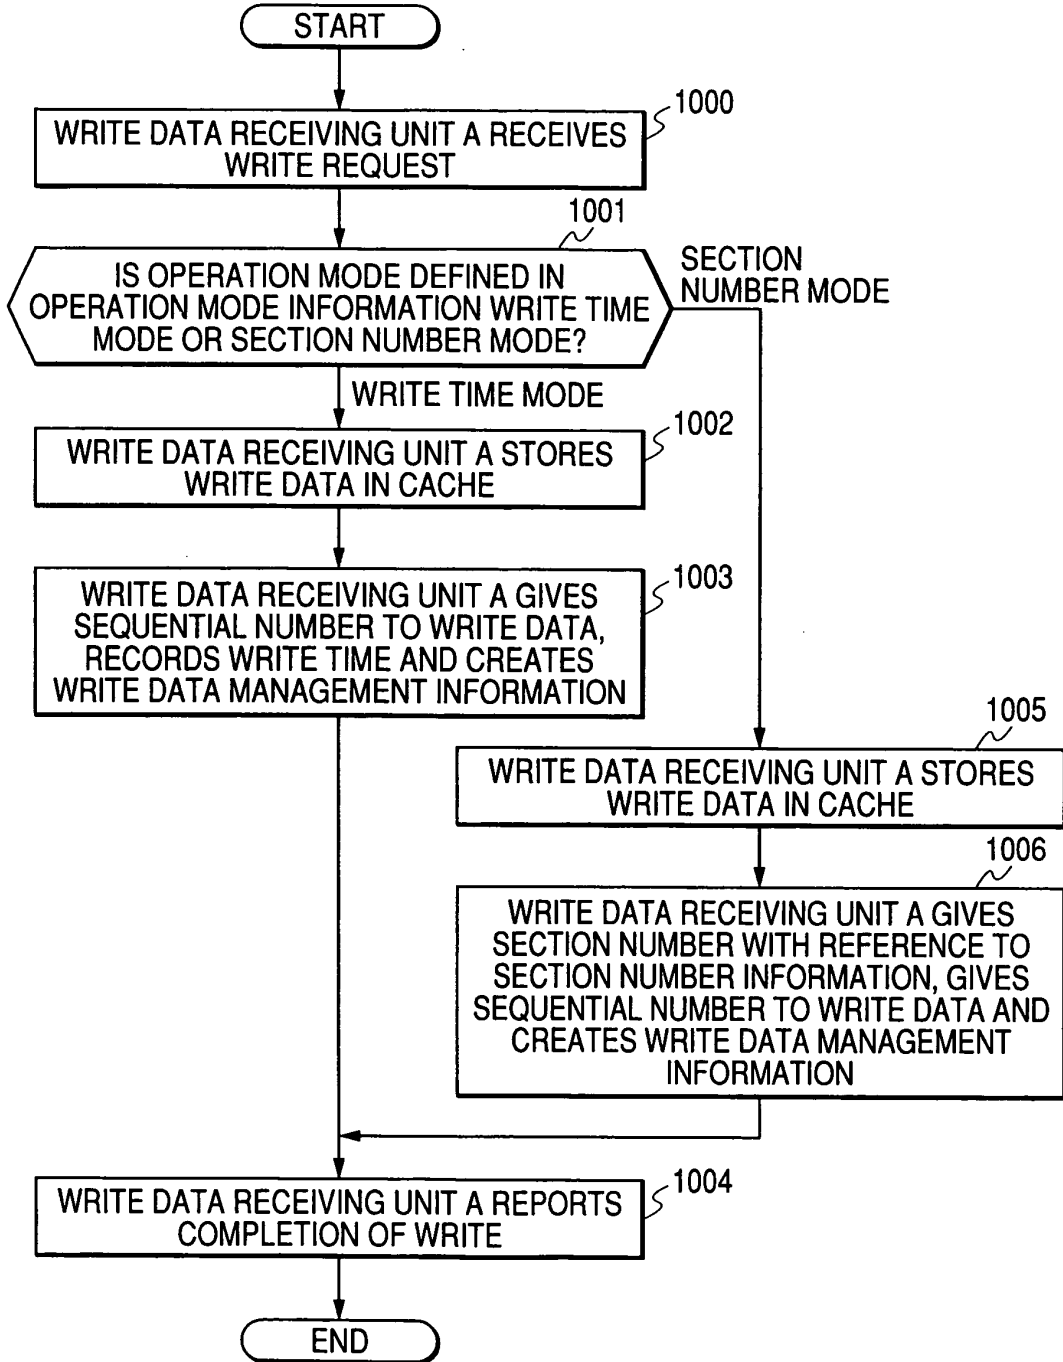 START
1000
WRITE DATA RECEIVING UNIT A RECEIVES
WRITE REQUEST
1001
IS OPERATION MODE DEFINED IN
OPERATION MODE INFORMATION WRITE TIME
MODE OR SECTION NUMBER MODE?
SECTION
NUMBER MODE
WRITE TIME MODE
1002
WRITE DATA RECEIVING UNIT A STORES
WRITE DATA IN CACHE
1003
WRITE DATA RECEIVING UNIT A GIVES
SEQUENTIAL NUMBER TO WRITE DATA,
RECORDS WRITE TIME AND CREATES
WRITE DATA MANAGEMENT INFORMATION
1005
WRITE DATA RECEIVING UNIT A STORES
WRITE DATA IN CACHE
1006
WRITE DATA RECEIVING UNIT A GIVES
SECTION NUMBER WITH REFERENCE TO
SECTION NUMBER INFORMATION, GIVES
SEQUENTIAL NUMBER TO WRITE DATA AND
CREATES WRITE DATA MANAGEMENT
INFORMATION
1004
WRITE DATA RECEIVING UNIT A REPORTS
COMPLETION OF WRITE
END